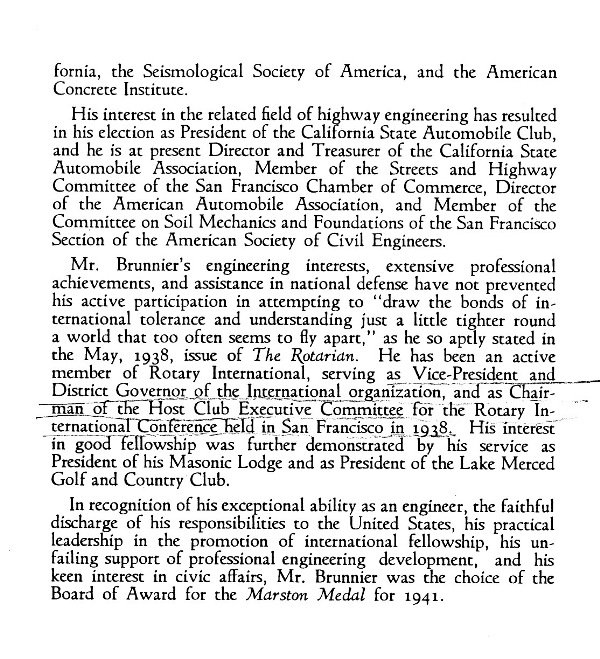 fornia, the Seismological Society of America, and the American
Concrete Institute.
His interest in the related field of highway engineering has resulted
in his election as President of the California State Automobile Club,
and he is at present Director and Treasurer of the California State
Automobile Association, Member of the Streets and Highway
Committee of the San Francisco Chamber of Commerce, Director
of the American Automobile Association, and Member of the
Committee on Soil Mechanics and Foundations of the San Francisco
Section of the American Society of Civil Engineers.
Mr. Brunnier's engineering interests, extensive professional
achievements, and assistance in national defense have not prevented
his active participation in attempting to "draw the bonds of in-
ternational tolerance and understanding just a little tighter round
a world that too often seems to fly apart," as he so aptly stated in
the May, 1938, issue of The Rotarian. He has been an active
member of Rotary International, serving as Vice-President and
District Governor of the International organization, and as Chair-
man of the Host Club Executive Committee for the Rotary In-
ternational Conference held in San Francisco in 1938. His interest
in good fellowship was further demonstrated by his service as
President of his Masonic Lodge and as President of the Lake Merced
Golf and Country Club.
In recognition of his exceptional ability as an engineer, the faithful
discharge of his responsibilities to the United States, his practical
leadership in the promotion of international fellowship, his un-
failing support of professional engineering development, and his
keen interest in civic affairs, Mr. Brunnier was the choice of the
Board of Award for the Marston Medal for 1941.